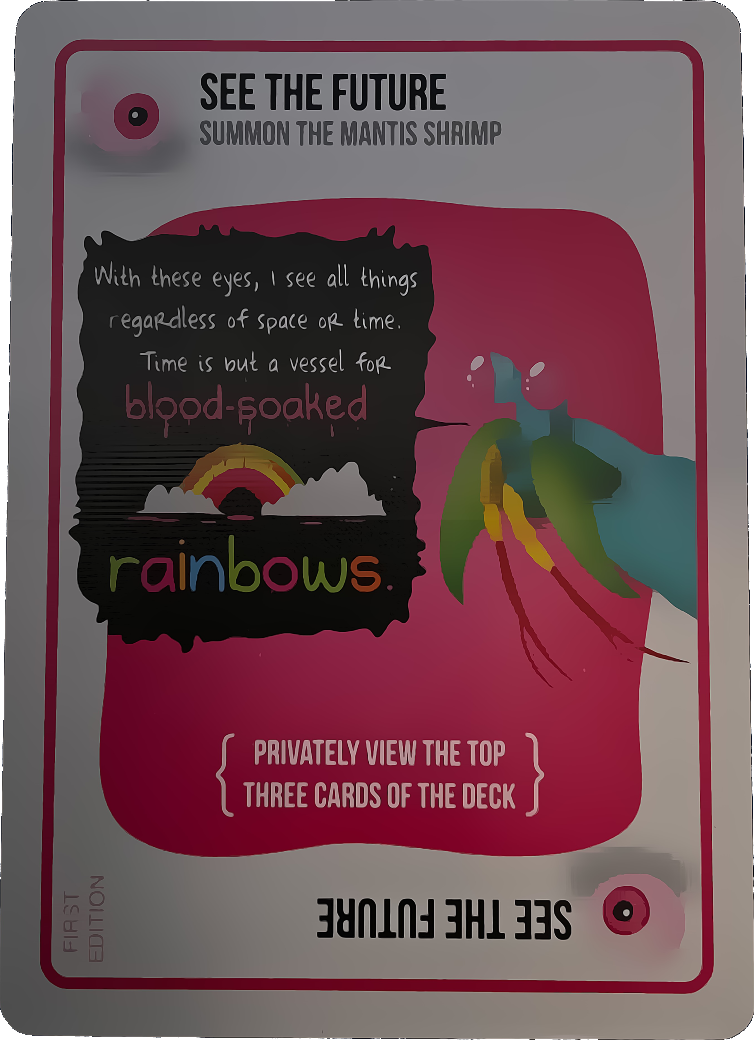 SEE THE FUTURE
SUMMON THE MANTIS SHRIMP
With these eyes, I see all things
regardless of space or time.
Time is but a vessel for
blood-soaked
rainbows.
PRIVATELY VIEW THE TOP
THREE CARDS OF THE DECK
FIRST
EDITION
SEE THE FUTURE